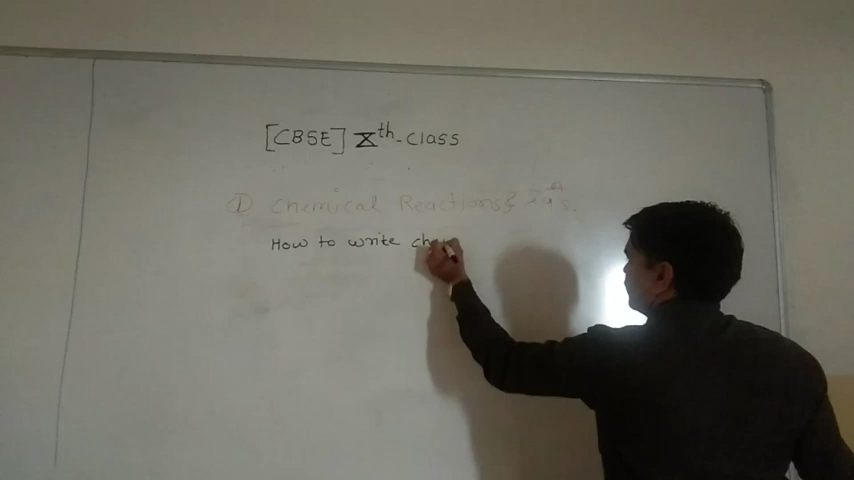 [CBSE] Xth-class
① Chemical Reactions & eqs.
How to write che